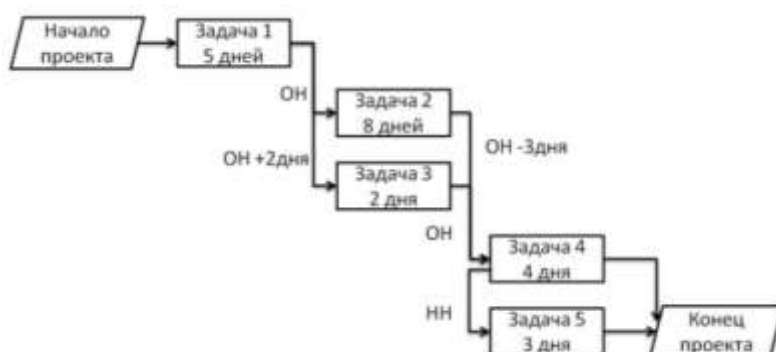 Начало
проекта
Задача 1
5 дней
ОН
Задача 2
8 дней
ОН -3дня
ОН +2дня
Задача 3
2 дня
ОН
Задача 4
4 дня
НН
Задача 5
3 дня
Конец
проекта